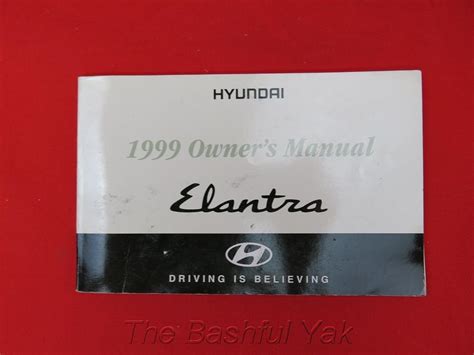 HYUNDAI
1999 Owner's Manual
Elantra
DRIVING IS BELIEVING
The Bashful Yak